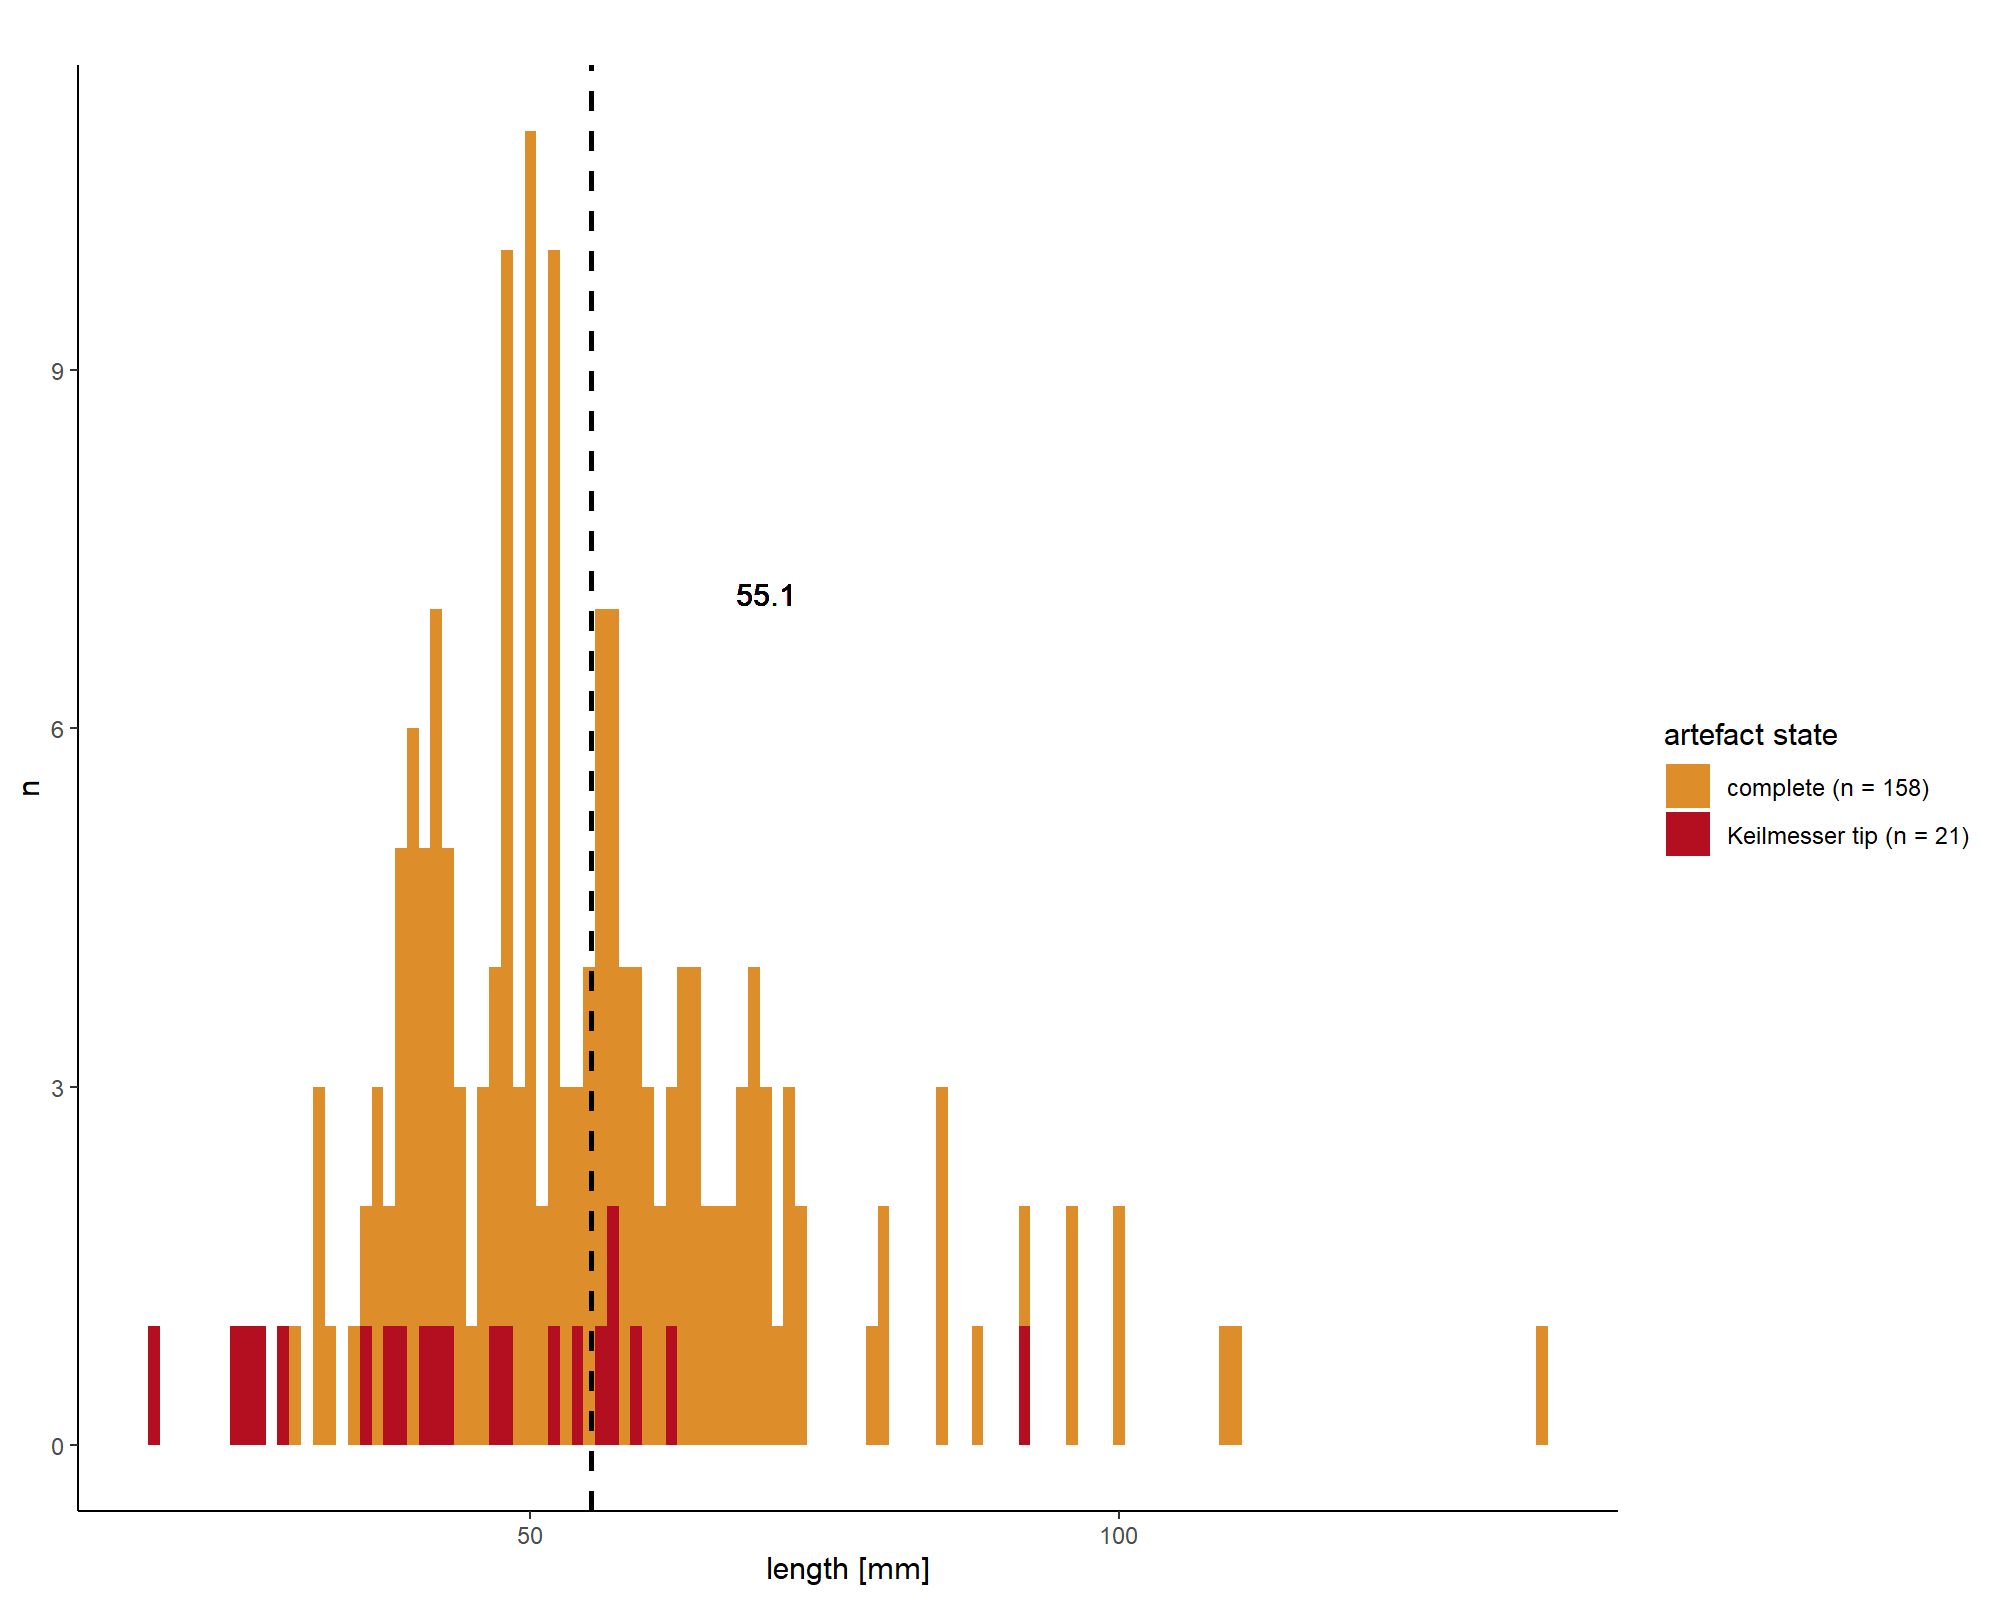 9
6
3
0
n
55.1
50
100
length [mm]
artefact state
complete (n = 158)
Keilmesser tip (n = 21)